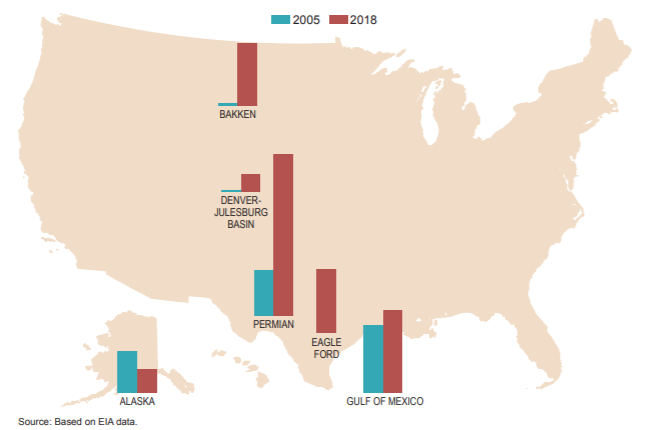 2005 2018
BAKKEN
DENVER-
JULESBURG
BASIN
PERMIAN
EAGLE
FORD
ALASKA
GULF OF MEXICO
Source: Based on EIA data.